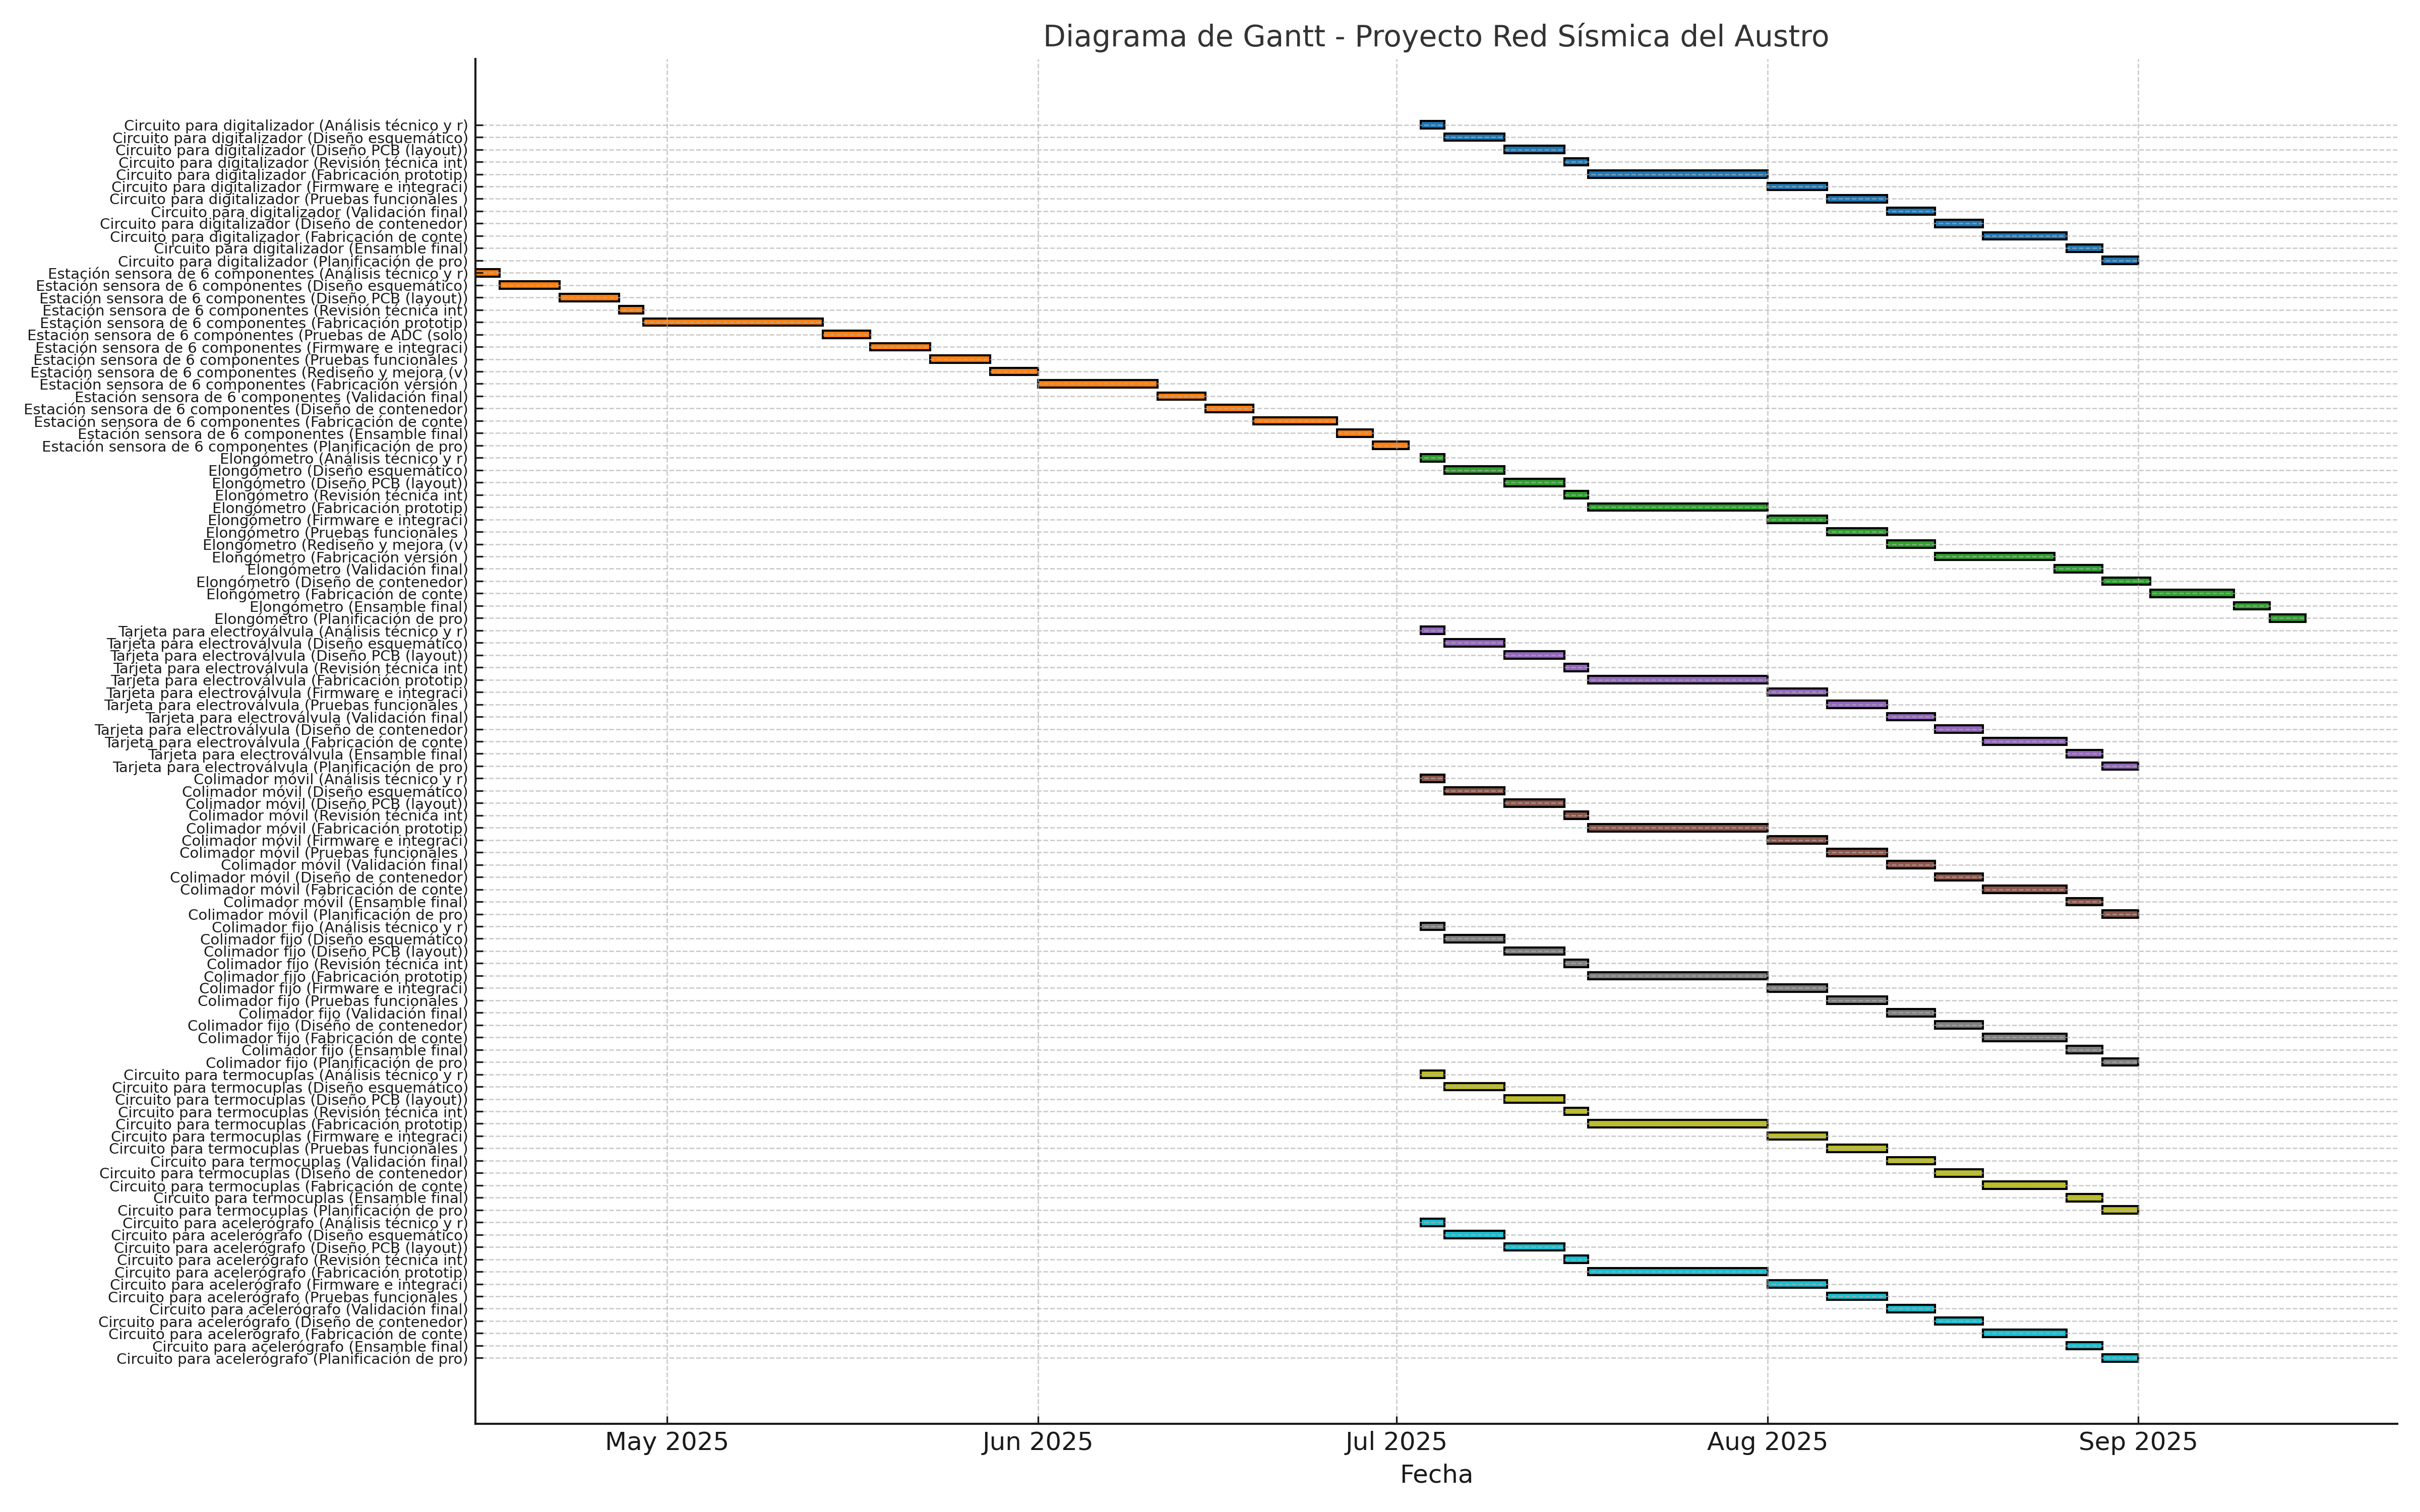 Diagrama de Gantt - Proyecto Red Sísmica del Austro
Circuito para digitalizador (Análisis técnico y r)
Circuito para digitalizador (Diseño esquemático)
Circuito para digitalizador (Diseño PCB (layout))
Circuito para digitalizador (Revisión técnica int)
Circuito para digitalizador (Fabricación prototip)
Circuito para digitalizador (Firmware e integraci)
Circuito para digitalizador (Pruebas funcionales )
Circuito para digitalizador (Validación final)
Circuito para digitalizador (Diseño de contenedor)
Circuito para digitalizador (Fabricación de conte)
Circuito para digitalizador (Ensamble final)
Circuito para digitalizador (Planificación de pro)
Estación sensora de 6 componentes (Análisis técnico y r)
Estación sensora de 6 componentes (Diseño esquemático)
Estación sensora de 6 componentes (Diseño PCB (layout))
Estación sensora de 6 componentes (Revisión técnica int)
Estación sensora de 6 componentes (Fabricación prototip)
Estación sensora de 6 componentes (Pruebas de ADC (solo)
Estación sensora de 6 componentes (Firmware e integraci)
Estación sensora de 6 componentes (Pruebas funcionales )
Estación sensora de 6 componentes (Rediseño y mejora (v)
Estación sensora de 6 componentes (Fabricación versión )
Estación sensora de 6 componentes (Validación final)
Estación sensora de 6 componentes (Diseño de contenedor)
Estación sensora de 6 componentes (Fabricación de conte)
Estación sensora de 6 componentes (Ensamble final)
Estación sensora de 6 componentes (Planificación de pro)
Elongómetro (Análisis técnico y r)
Elongómetro (Diseño esquemático)
Elongómetro (Diseño PCB (layout))
Elongómetro (Revisión técnica int)
Elongómetro (Fabricación prototip)
Elongómetro (Firmware e integraci)
Elongómetro (Pruebas funcionales )
Elongómetro (Rediseño y mejora (v)
Elongómetro (Fabricación versión )
Elongómetro (Validación final)
Elongómetro (Diseño de contenedor)
Elongómetro (Fabricación de conte)
Elongómetro (Ensamble final)
Elongómetro (Planificación de pro)
Tarjeta para electroválvula (Análisis técnico y r)
Tarjeta para electroválvula (Diseño esquemático)
Tarjeta para electroválvula (Diseño PCB (layout))
Tarjeta para electroválvula (Revisión técnica int)
Tarjeta para electroválvula (Fabricación prototip)
Tarjeta para electroválvula (Firmware e integraci)
Tarjeta para electroválvula (Pruebas funcionales )
Tarjeta para electroválvula (Validación final)
Tarjeta para electroválvula (Diseño de contenedor)
Tarjeta para electroválvula (Fabricación de conte)
Tarjeta para electroválvula (Ensamble final)
Tarjeta para electroválvula (Planificación de pro)
Colimador móvil (Análisis técnico y r)
Colimador móvil (Diseño esquemático)
Colimador móvil (Diseño PCB (layout))
Colimador móvil (Revisión técnica int)
Colimador móvil (Fabricación prototip)
Colimador móvil (Firmware e integraci)
Colimador móvil (Pruebas funcionales )
Colimador móvil (Validación final)
Colimador móvil (Diseño de contenedor)
Colimador móvil (Fabricación de conte)
Colimador móvil (Ensamble final)
Colimador móvil (Planificación de pro)
Colimador fijo (Análisis técnico y r)
Colimador fijo (Diseño esquemático)
Colimador fijo (Diseño PCB (layout))
Colimador fijo (Revisión técnica int)
Colimador fijo (Fabricación prototip)
Colimador fijo (Firmware e integraci)
Colimador fijo (Pruebas funcionales )
Colimador fijo (Validación final)
Colimador fijo (Diseño de contenedor)
Colimador fijo (Fabricación de conte)
Colimador fijo (Ensamble final)
Colimador fijo (Planificación de pro)
Circuito para termocuplas (Análisis técnico y r)
Circuito para termocuplas (Diseño esquemático)
Circuito para termocuplas (Diseño PCB (layout))
Circuito para termocuplas (Revisión técnica int)
Circuito para termocuplas (Fabricación prototip)
Circuito para termocuplas (Firmware e integraci)
Circuito para termocuplas (Pruebas funcionales )
Circuito para termocuplas (Validación final)
Circuito para termocuplas (Diseño de contenedor)
Circuito para termocuplas (Fabricación de conte)
Circuito para termocuplas (Ensamble final)
Circuito para termocuplas (Planificación de pro)
Circuito para acelerógrafo (Análisis técnico y r)
Circuito para acelerógrafo (Diseño esquemático)
Circuito para acelerógrafo (Diseño PCB (layout))
Circuito para acelerógrafo (Revisión técnica int)
Circuito para acelerógrafo (Fabricación prototip)
Circuito para acelerógrafo (Firmware e integraci)
Circuito para acelerógrafo (Pruebas funcionales )
Circuito para acelerógrafo (Validación final)
Circuito para acelerógrafo (Diseño de contenedor)
Circuito para acelerógrafo (Fabricación de conte)
Circuito para acelerógrafo (Ensamble final)
Circuito para acelerógrafo (Planificación de pro)
May 2025 Jun 2025 Jul 2025 Aug 2025 Sep 2025
Fecha